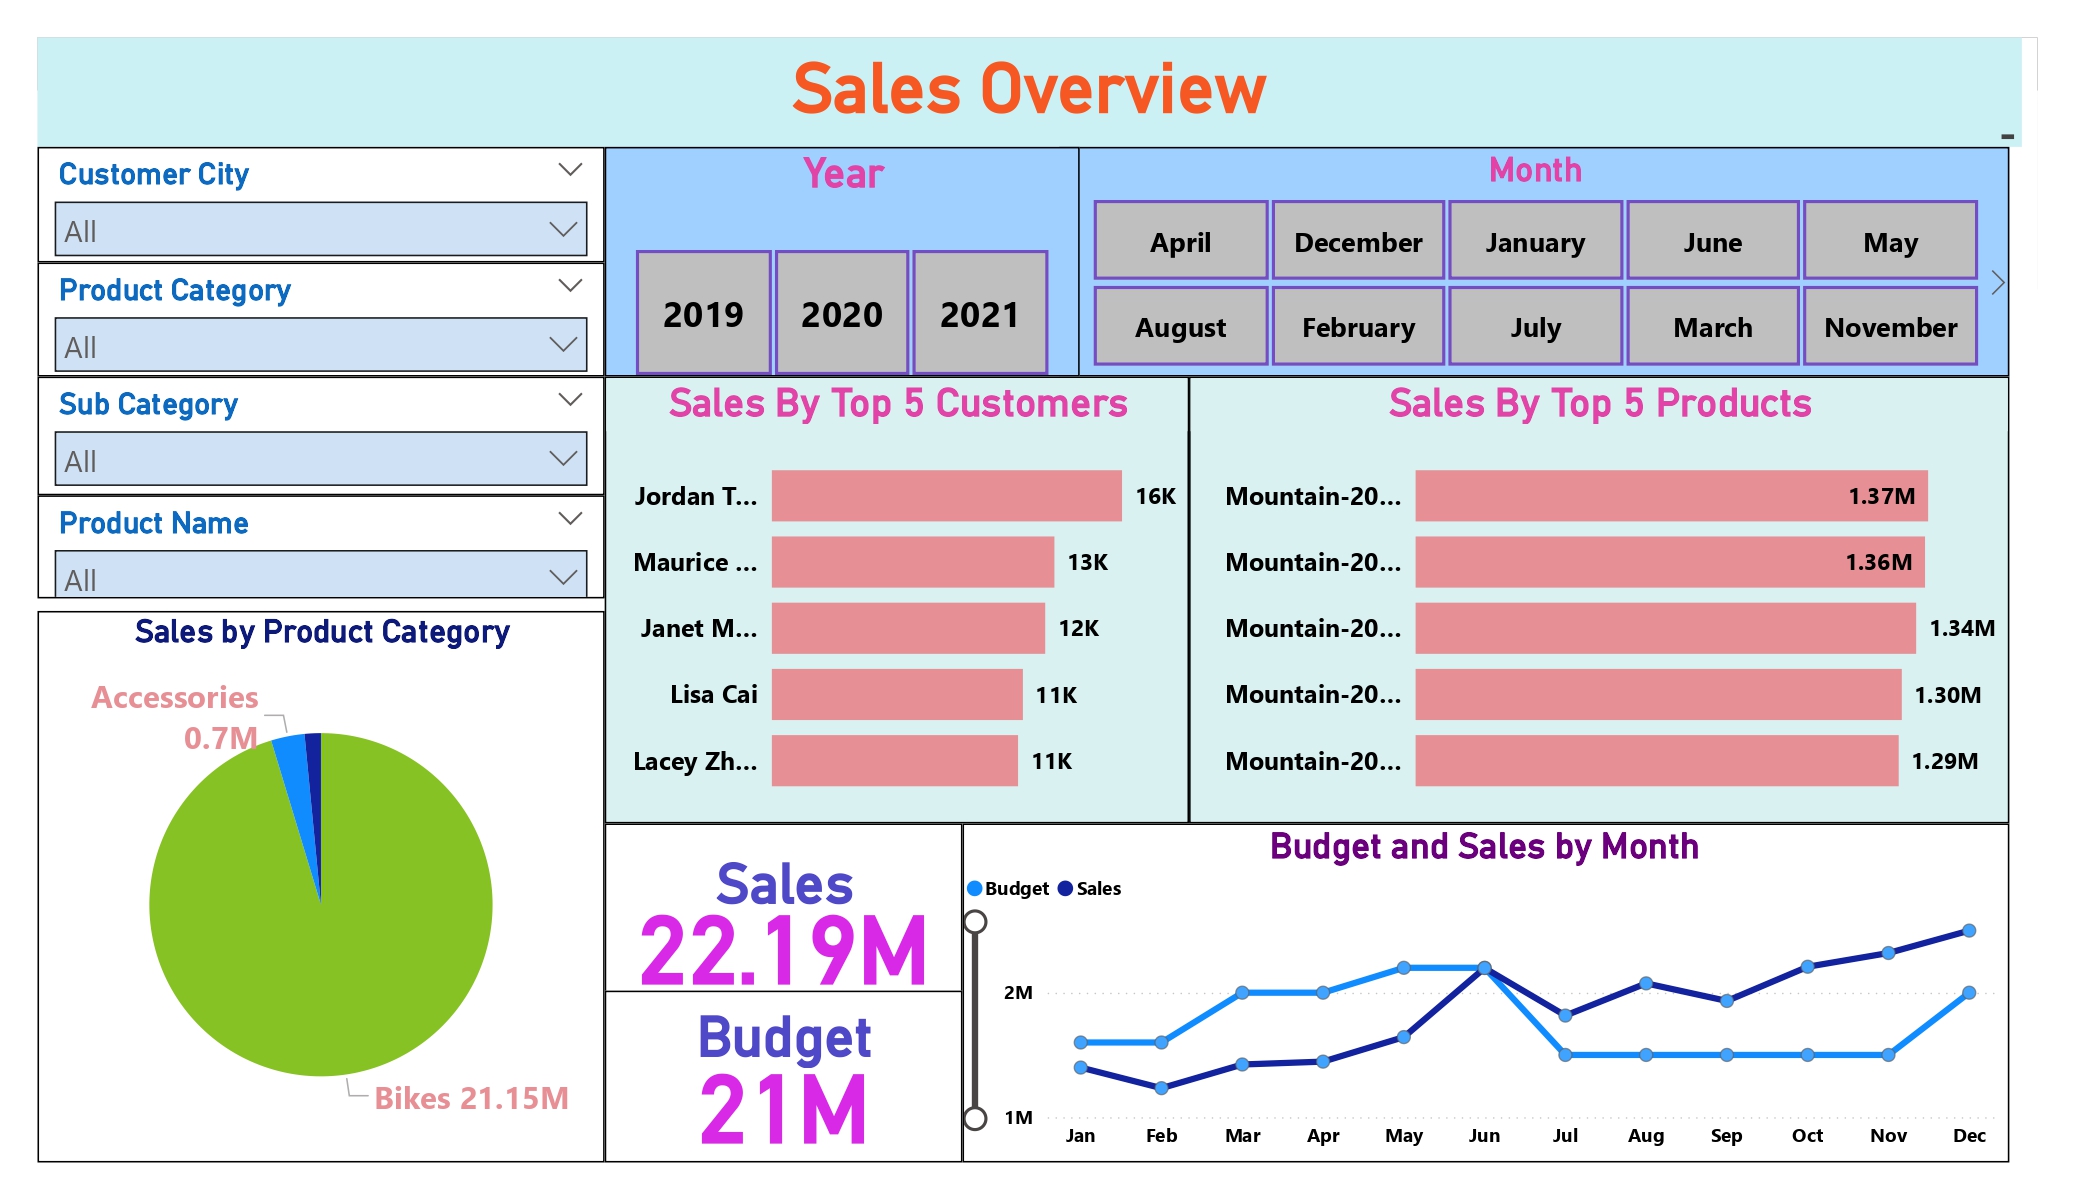 Sales Overview
Customer City
All
Product Category
All
Sub Category
All
Product Name
All
Year
2019 2020 2021
Month
April December January June May
August February July March November
Sales By Top 5 Customers
Jordan T... 16K
Maurice ... 13K
Janet M... 12K
Lisa Cai 11K
Lacey Zh... 11K
Sales By Top 5 Products
Mountain-20... 1.37M
Mountain-20... 1.36M
Mountain-20... 1.34M
Mountain-20... 1.30M
Mountain-20... 1.29M
Sales by Product Category
Accessories
0.7M
Bikes 21.15M
Sales
22.19M
Budget
21M
Budget and Sales by Month
Budget Sales
2M
1M
Jan Feb Mar Apr May Jun Jul Aug Sep Oct Nov Dec